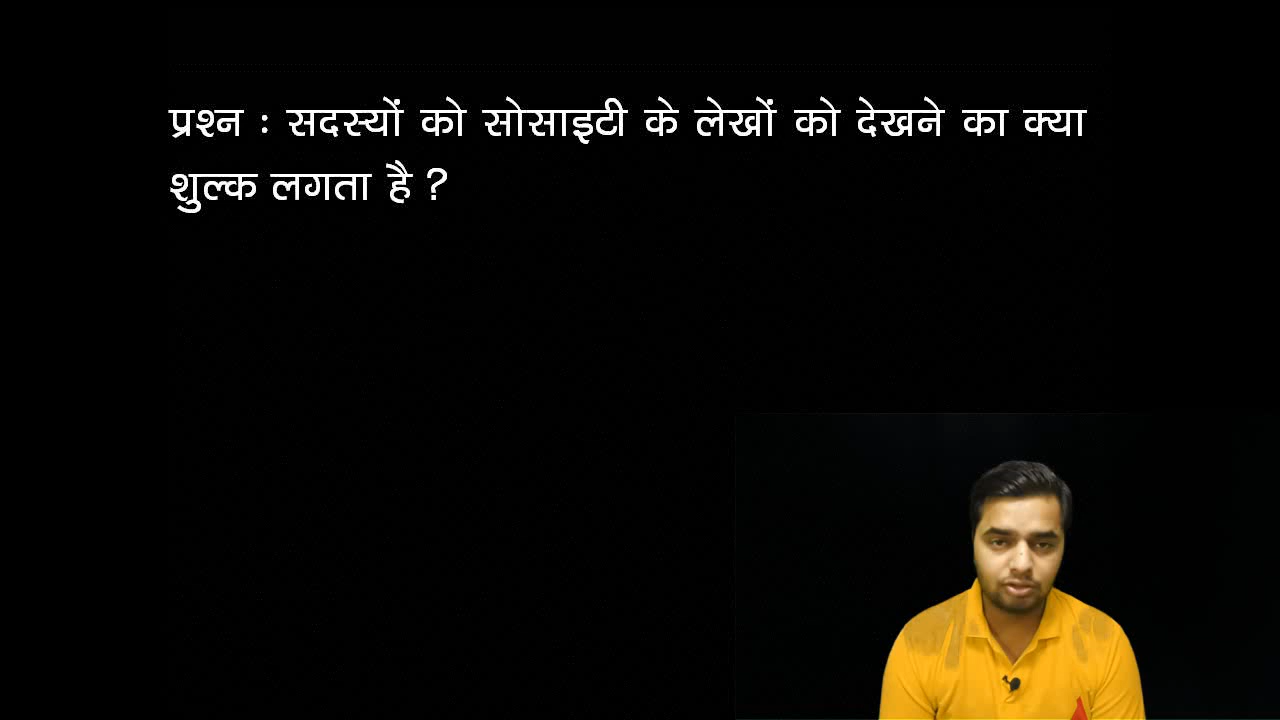 प्रश्न : सदस्यों को सोसाइटी के लेखों को देखने का क्या
शुल्क लगता है ?